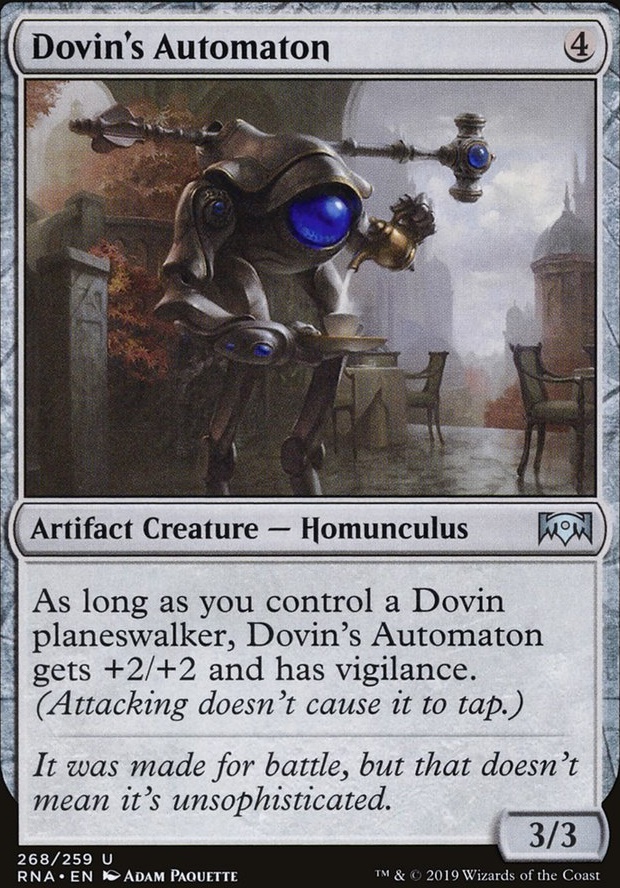 Dovin's Automaton 4
Artifact Creature — Homunculus
As long as you control a Dovin
planeswalker, Dovin's Automaton
gets +2/+2 and has vigilance.
(Attacking doesn't cause it to tap.)
It was made for battle, but that doesn't
mean it's unsophisticated.
3/3
268/259 U
RNA • EN Adam Paquette
™ & © 2019 Wizards of the Coast